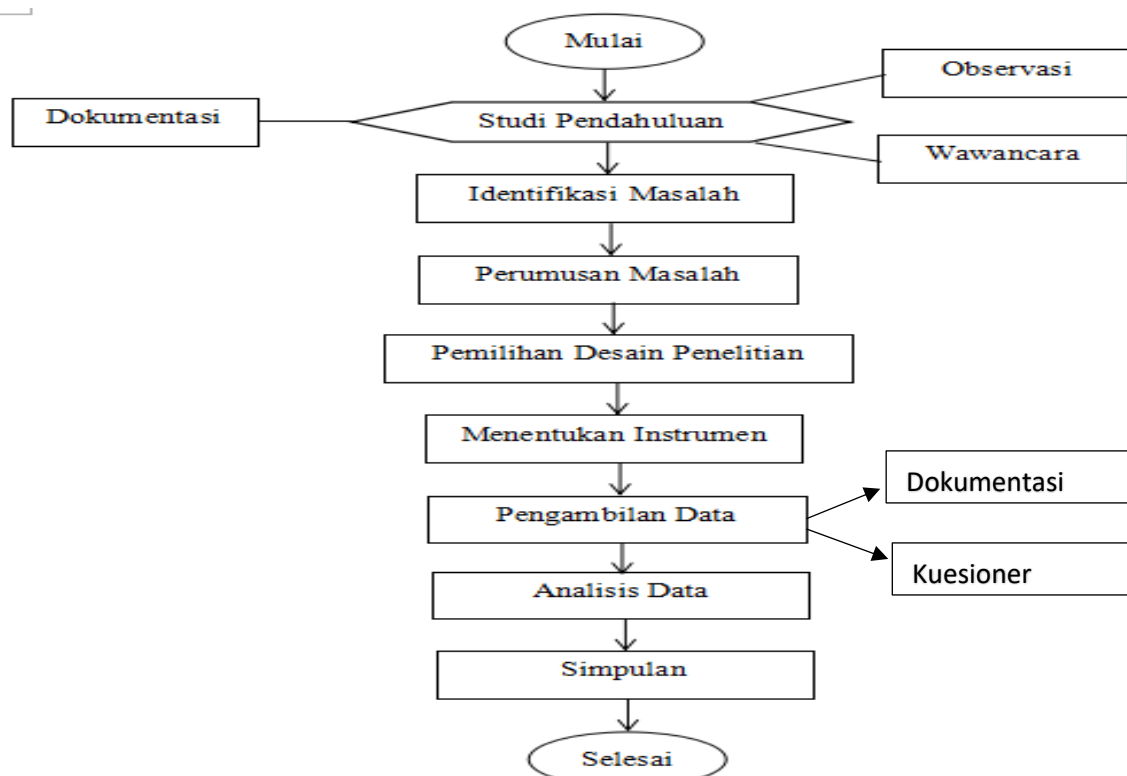 Mulai
Observasi
Dokumentasi
Studi Pendahuluan
Wawancara
Identifikasi Masalah
Perumusan Masalah
Pemilihan Desain Penelitian
Menentukan Instrumen
Dokumentasi
Pengambilan Data
Kuesioner
Analisis Data
Simpulan
Selesai